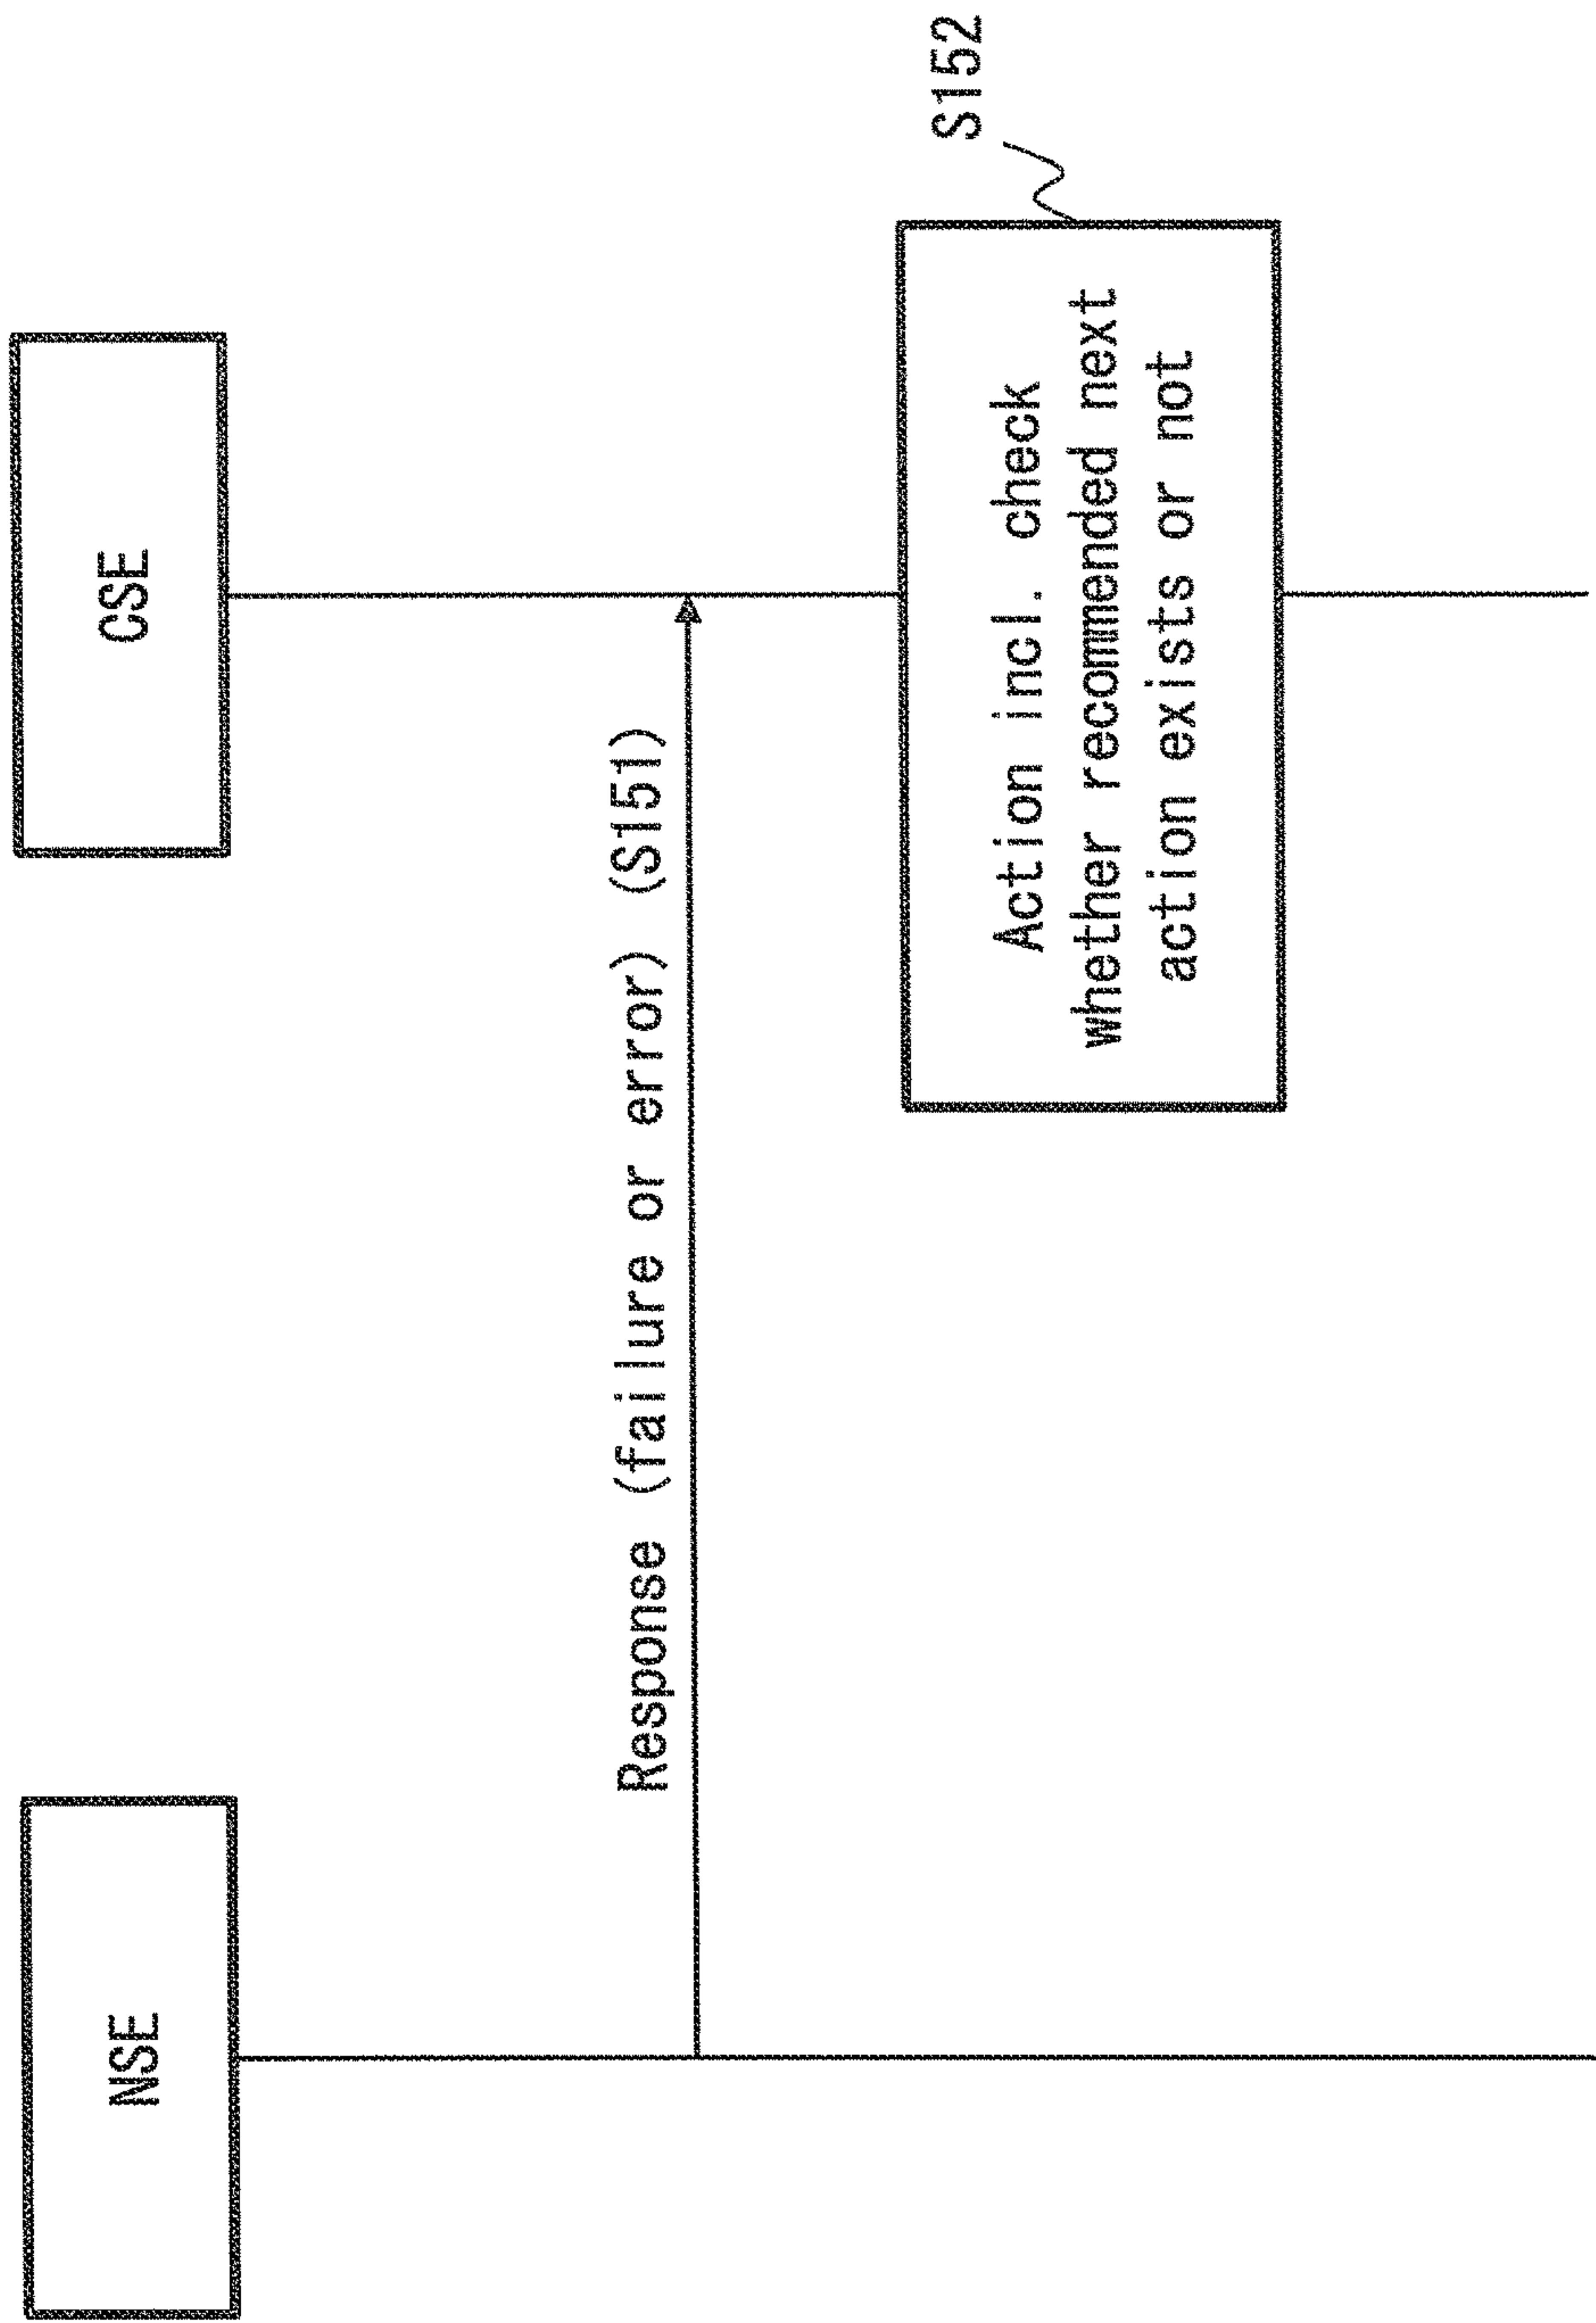 NSE
CSE
Response (failure or error) (S151)
Action incl. check
whether recommended next
action exists or not
S152